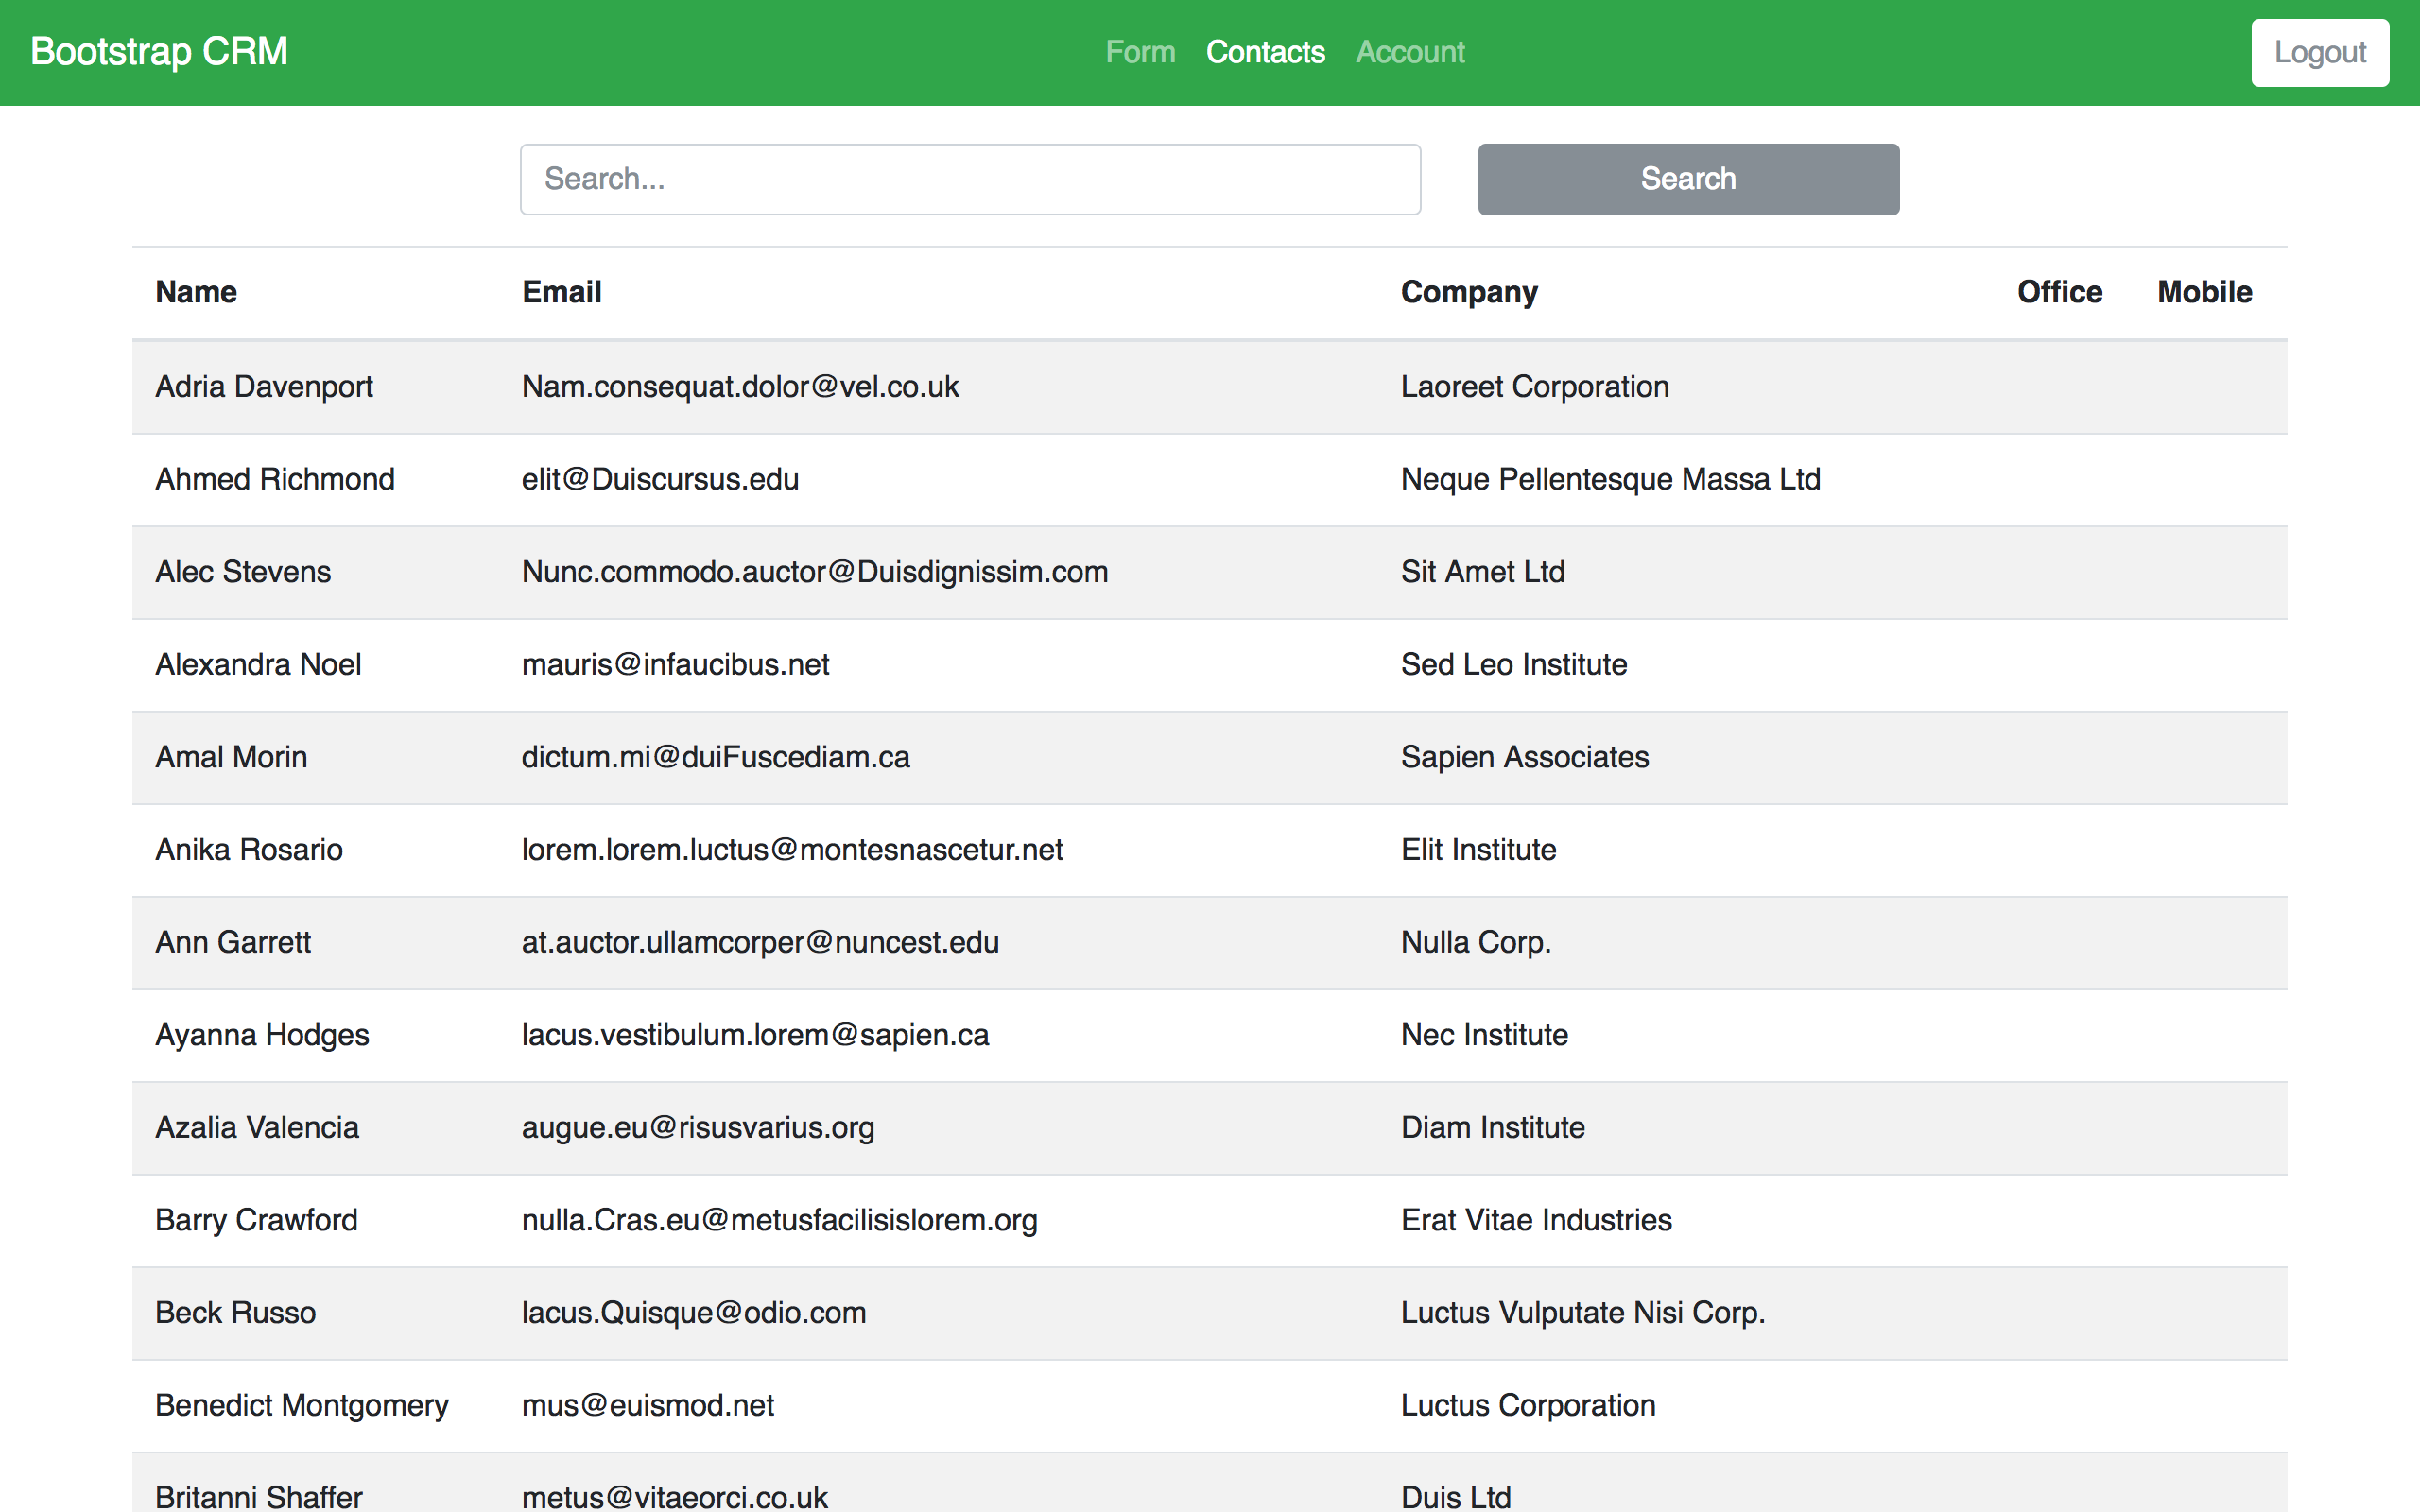 Bootstrap CRM Form Contacts Account Logout
Search... Search
Name Email Company Office Mobile
Adria Davenport Nam.consequat.dolor@vel.co.uk Laoreet Corporation
Ahmed Richmond elit@Duiscursus.edu Neque Pellentesque Massa Ltd
Alec Stevens Nunc.commodo.auctor@Duisdignissim.com Sit Amet Ltd
Alexandra Noel mauris@infaucibus.net Sed Leo Institute
Amal Morin dictum.mi@duiFuscediam.ca Sapien Associates
Anika Rosario lorem.lorem.luctus@montesnascetur.net Elit Institute
Ann Garrett at.auctor.ullamcorper@nuncest.edu Nulla Corp.
Ayanna Hodges lacus.vestibulum.lorem@sapien.ca Nec Institute
Azalia Valencia augue.eu@risusvarius.org Diam Institute
Barry Crawford nulla.Cras.eu@metusfacilisislorem.org Erat Vitae Industries
Beck Russo lacus.Quisque@odio.com Luctus Vulputate Nisi Corp.
Benedict Montgomery mus@euismod.net Luctus Corporation
Britanni Shaffer metus@vitaeorci.co.uk Duis Ltd